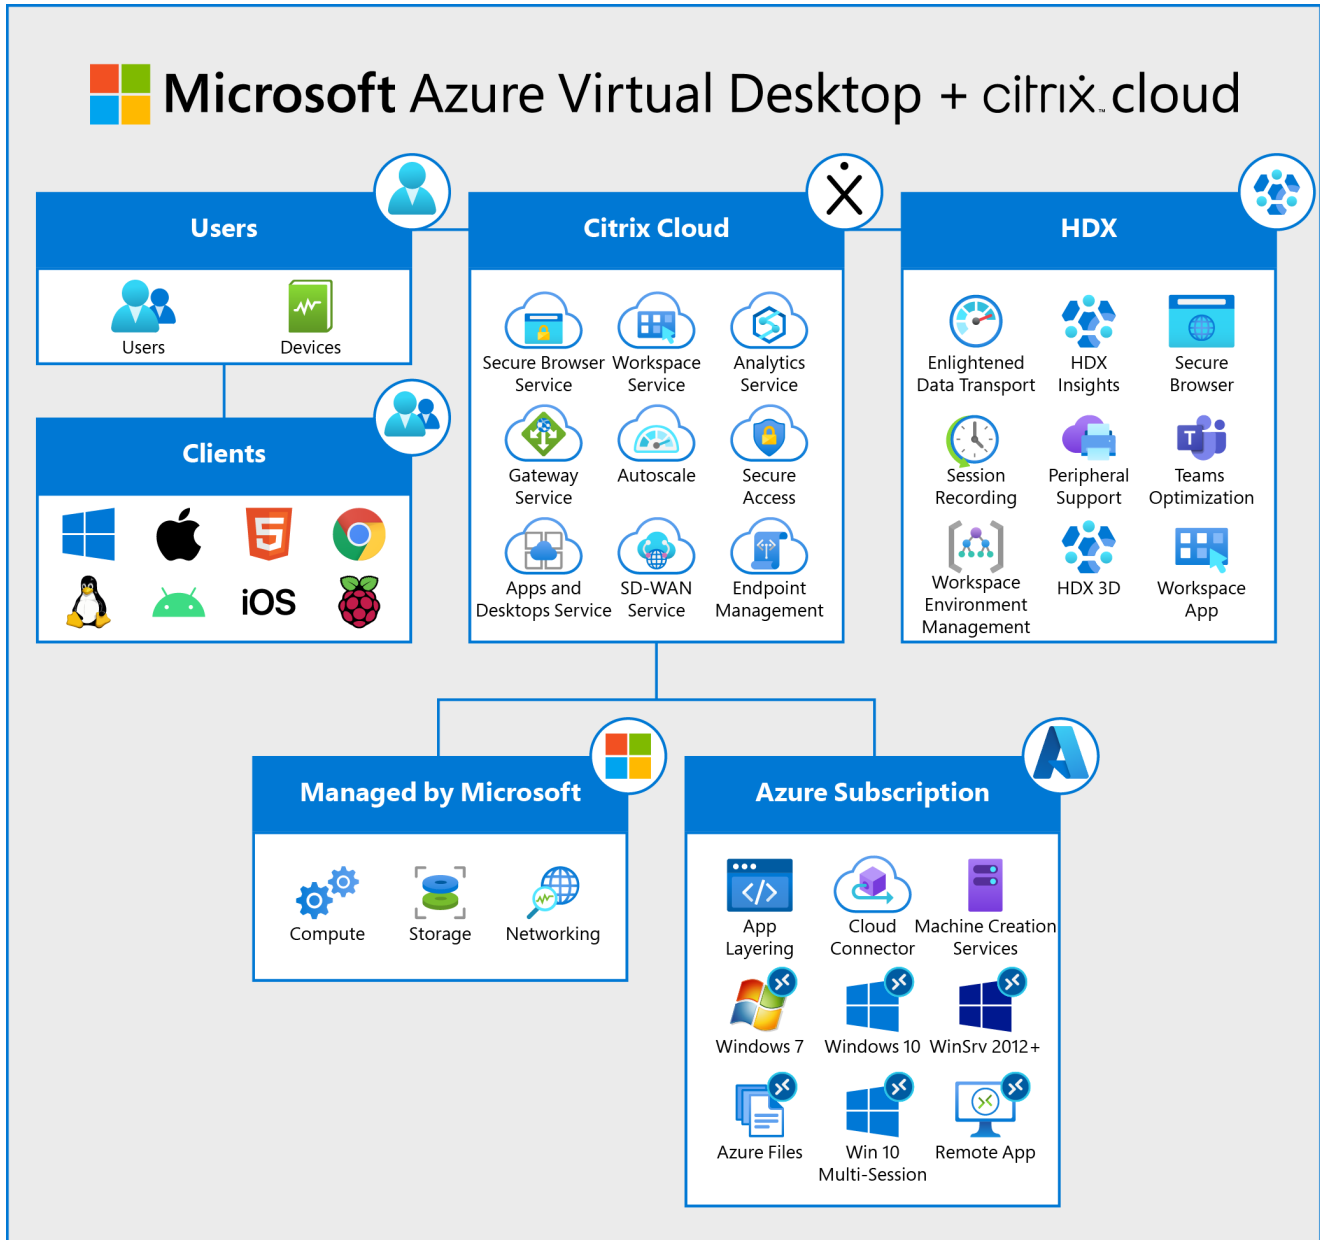 Microsoft Azure Virtual Desktop + citrix™ cloud
Users
Users
Devices
Clients
5
iOS
Citrix Cloud
Secure Browser
Service
Workspace
Service
Analytics
Service
Gateway
Service
Autoscale
Secure
Access
Apps and
Desktops Service
SD-WAN
Service
Endpoint
Management
HDX
Enlightened
Data Transport
HDX
Insights
Secure
Browser
Session
Recording
Peripheral
Support
T
Teams
Optimization
Workspace
Environment
Management
HDX 3D
Workspace
App
Managed by Microsoft
Compute
Storage
Networking
Azure Subscription
</>
App
Layering
Cloud
Connector
Machine Creation
Services
Windows 7
Windows 10
WinSrv 2012+
Azure Files
Win 10
Multi-Session
Remote App